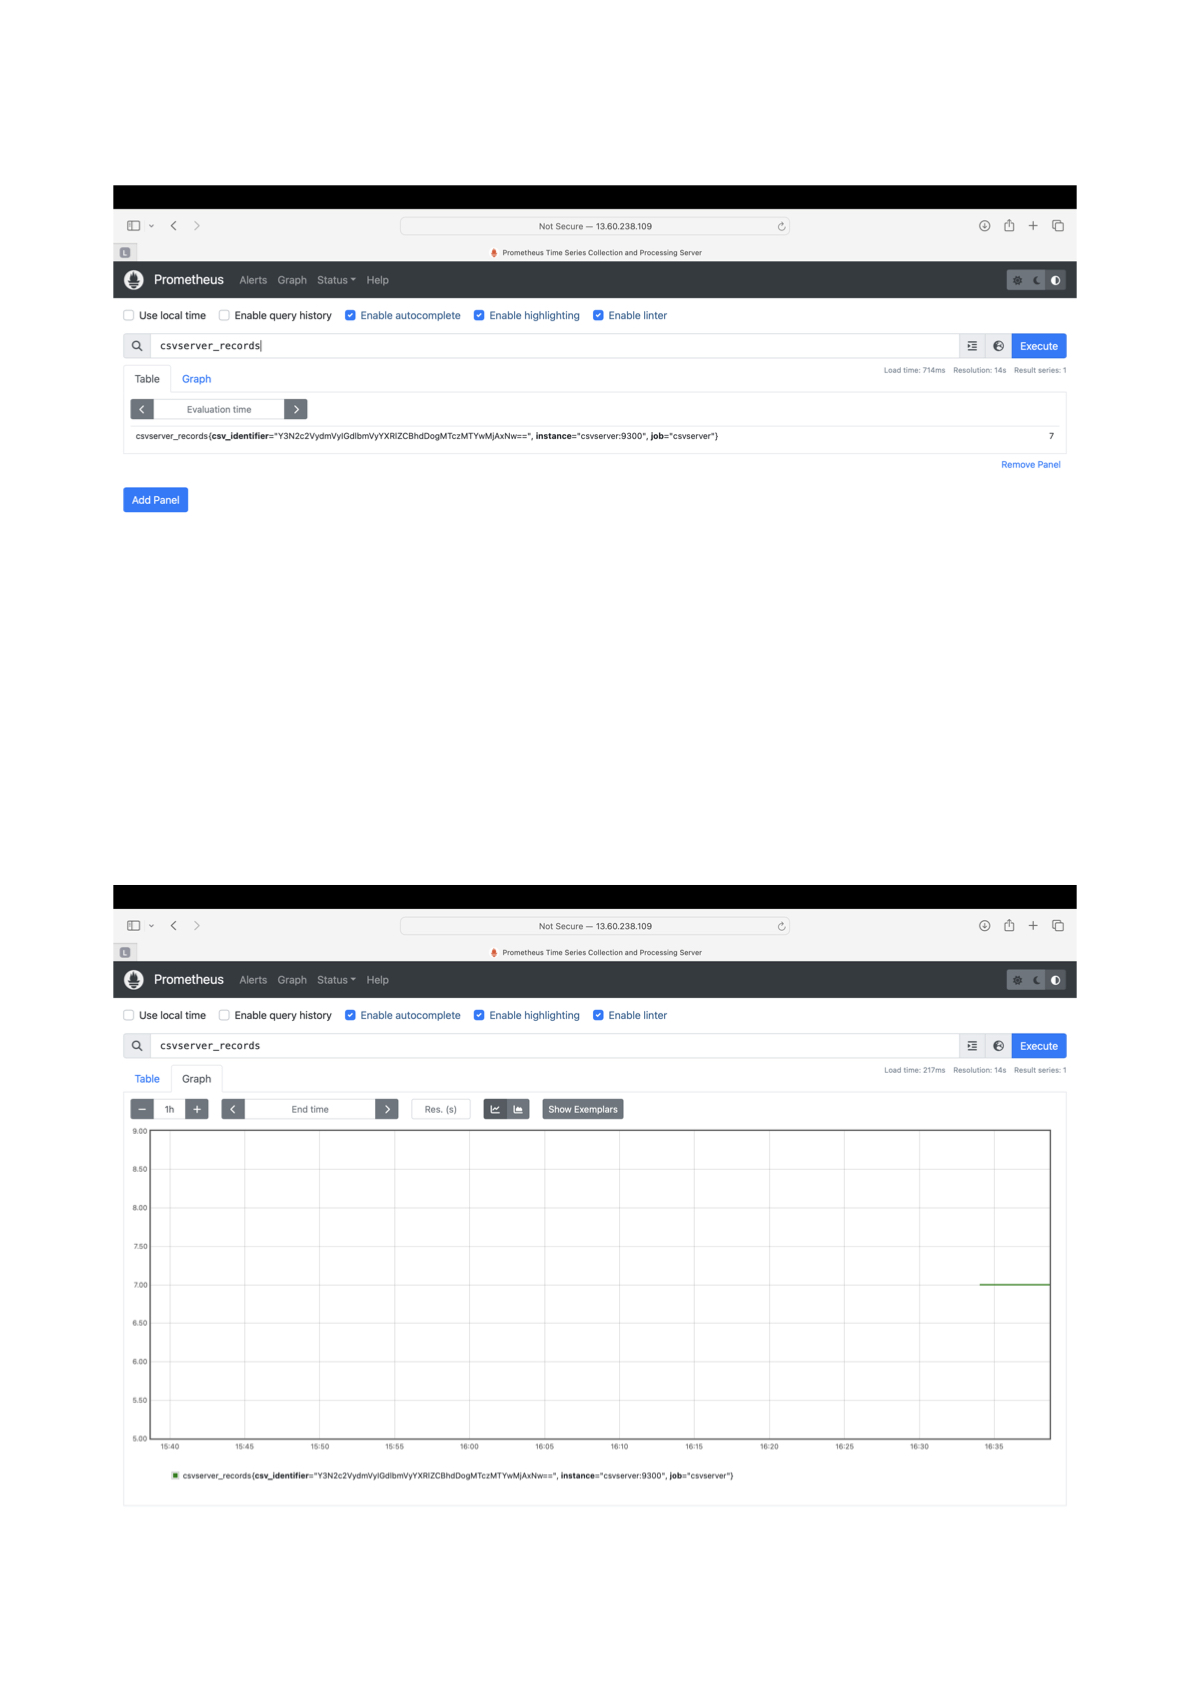 Not Secure — 13.60.238.109
L
Prometheus Time Series Collection and Processing Server
Prometheus Alerts Graph Status Help
Use local time Enable query history Enable autocomplete Enable highlighting Enable linter
csvserver_records Execute
Load time: 714ms Resolution: 14s Result series: 1
Table Graph
Evaluation time
csvserver_records{csv_identifier="Y3N2c2VydmVyIGdlbmVyYXRlZCBhdDogMTczMTYwMjAxNw==", instance="csvserver:9300", job="csvserver"} 7
Remove Panel
Add Panel
Not Secure — 13.60.238.109
L
Prometheus Time Series Collection and Processing Server
Prometheus Alerts Graph Status Help
Use local time Enable query history Enable autocomplete Enable highlighting Enable linter
csvserver_records Execute
Load time: 217ms Resolution: 14s Result series: 1
Table Graph
1h End time Res. (s) Show Exemplars
9.00
8.50
8.00
7.50
7.00
6.50
6.00
5.50
5.00
15:40 15:45 15:50 15:55 16:00 16:05 16:10 16:15 16:20 16:25 16:30 16:35
csvserver_records{csv_identifier="Y3N2c2VydmVyIGdlbmVyYXRlZCBhdDogMTczMTYwMjAxNw==", instance="csvserver:9300", job="csvserver"}